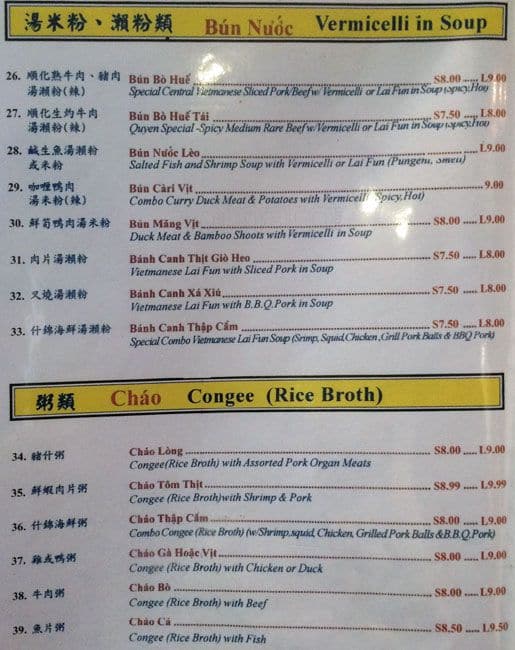 湯米粉、瀨粉類 Bún Nước Vermicelli in Soup
26. 順化熟牛肉、豬肉 Bún Bò Huế S8.00 L9.00
湯瀨粉(辣) Special Central Vietnamese Sliced Pork/Beef w/ Vermicelli or Lai Fun in Soup (Spicy.Hot)
27. 順化生灼牛肉 Bún Bò Huế Tái S7.50 L8.00
湯瀨粉(辣) Quyen Special -Spicy Medium Rare Beef w/ Vermicelli or Lai Fun in Soup (Spicy.Hot)
28. 鹹生魚湯瀨粉 Bún Nước Lèo L9.00
或米粉 Salted Fish and Shrimp Soup with Vermicelli or Lai Fun (Pungent, Smell)
29. 咖喱鴨肉 Bún Càri Vịt 9.00
湯米粉(辣) Combo Curry Duck Meat & Potatoes with Vermicelli (Spicy.Hot)
30. 鮮筍鴨肉湯米粉 Bún Măng Vịt S8.00 L9.00
Duck Meat & Bamboo Shoots with Vermicelli in Soup
31. 肉片湯瀨粉 Bánh Canh Thịt Giò Heo S7.50 L8.00
Vietnamese Lai Fun with Sliced Pork in Soup
32. 叉燒湯瀨粉 Bánh Canh Xá Xíu S7.50 L8.00
Vietnamese Lai Fun with B.B.Q.Pork in Soup
33. 什錦海鮮湯瀨粉 Bánh Canh Thập Cẩm S7.50 L8.00
Special Combo Vietnamese Lai Fun Soup (Srimp, Squid,Chicken ,Grill Pork Balls & BBQ Pork)
粥類 Cháo Congee (Rice Broth)
34. 豬什粥 Cháo Lòng S8.00 L9.00
Congee(Rice Broth) with Assorted Pork Organ Meats
35. 鮮蝦肉片粥 Cháo Tôm Thịt S8.99 L9.99
Congee (Rice Broth)with Shrimp & Pork
36. 什錦海鮮粥 Cháo Thập Cẩm S8.00 L9.00
Combo Congee (Rice Broth) (w/Shrimp,squid, Chicken, Grilled Pork Balls &B.B.Q.Pork)
37. 雞或鴨粥 Cháo Gà Hoặc Vịt S8.00 L9.00
Congee (Rice Broth) with Chicken or Duck
38. 牛肉粥 Cháo Bò S8.00 L9.00
Congee (Rice Broth) with Beef
39. 魚片粥 Cháo Cá S8.50 L9.50
Congee (Rice Broth) with Fish